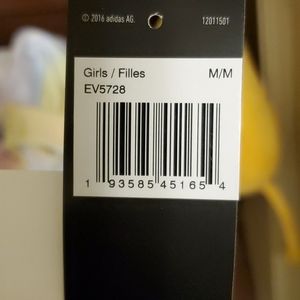 © 2016 adidas AG. 12011501
Girls / Filles M/M
EV5728
1 93585 45165 4